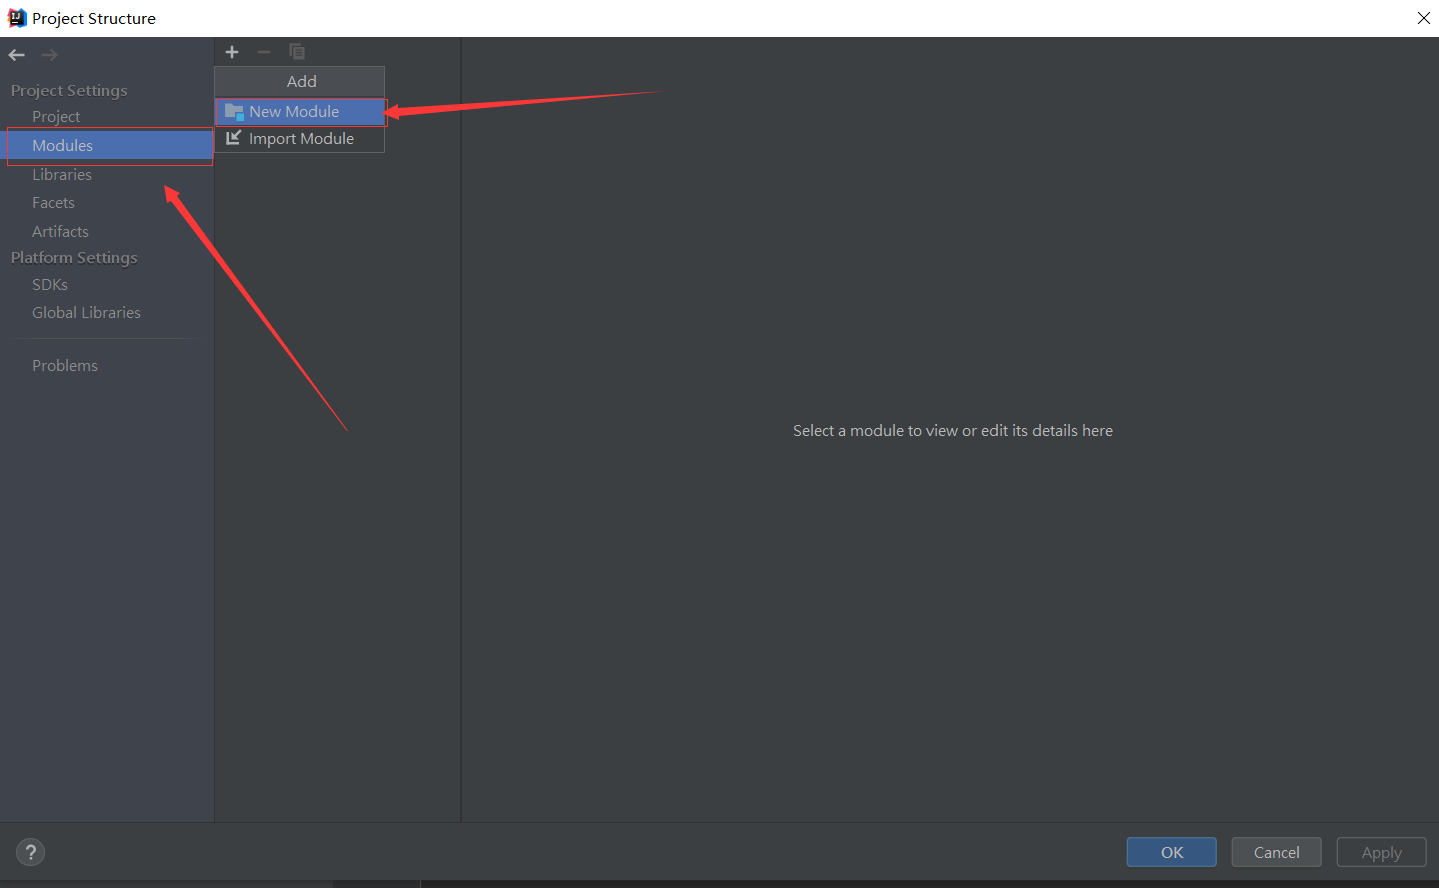 Project Structure
Project Settings
Project
Modules
Libraries
Facets
Artifacts
Platform Settings
SDKs
Global Libraries
Problems
Add
New Module
Import Module
Select a module to view or edit its details here
?
OK
Cancel
Apply